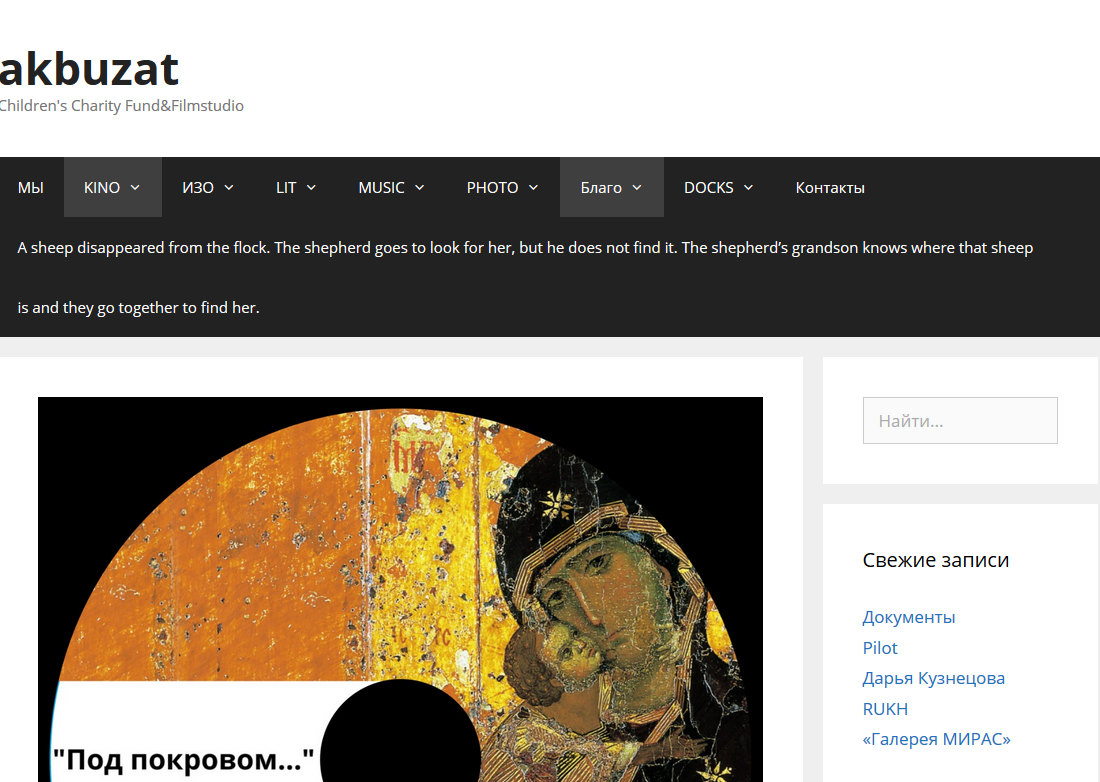 akbuzat
Children's Charity Fund&Filmstudio
МЫ KINO ИЗО LIT MUSIC PHOTO Благо DOCKS Контакты
A sheep disappeared from the flock. The shepherd goes to look for her, but he does not find it. The shepherd’s grandson knows where that sheep
is and they go together to find her.
Найти…
Свежие записи
Документы
Pilot
Дарья Кузнецова
RUKH
«Галерея МИРАС»
"Под покровом..."